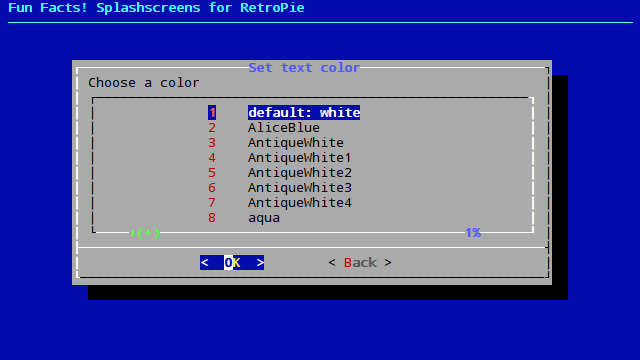 Fun Facts! Splashscreens for RetroPie
Set text color
Choose a color
1 default: white
2 AliceBlue
3 AntiqueWhite
4 AntiqueWhite1
5 AntiqueWhite2
6 AntiqueWhite3
7 AntiqueWhite4
8 aqua
↓(+) 1%
< OK > < Back >